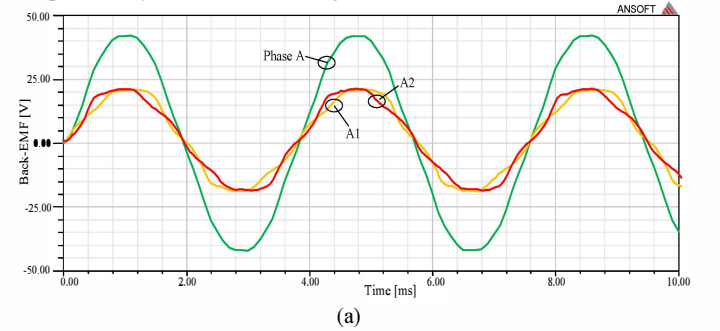 ANSOFT
50.00
Phase A
25.00
A2
A1
Back-EMF [V]
0.00
-25.00
-50.00
0.00 2.00 4.00 6.00 8.00 10.00
Time [ms]
(a)